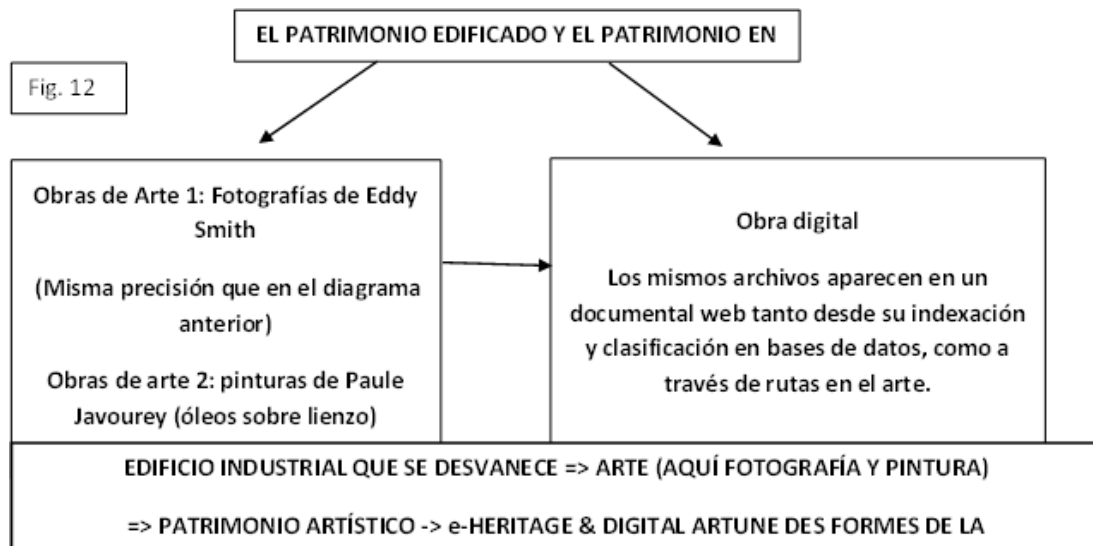 EL PATRIMONIO EDIFICADO Y EL PATRIMONIO EN
Fig. 12
Obras de Arte 1: Fotografías de Eddy
Smith
(Misma precisión que en el diagrama
anterior)
Obras de arte 2: pinturas de Paule
Javourey (óleos sobre lienzo)
Obra digital
Los mismos archivos aparecen en un
documental web tanto desde su indexación
y clasificación en bases de datos, como a
través de rutas en el arte.
EDIFICIO INDUSTRIAL QUE SE DESVANECE => ARTE (AQUÍ FOTOGRAFÍA Y PINTURA)
=> PATRIMONIO ARTÍSTICO -> e-HERITAGE & DIGITAL ARTUNE DES FORMES DE LA